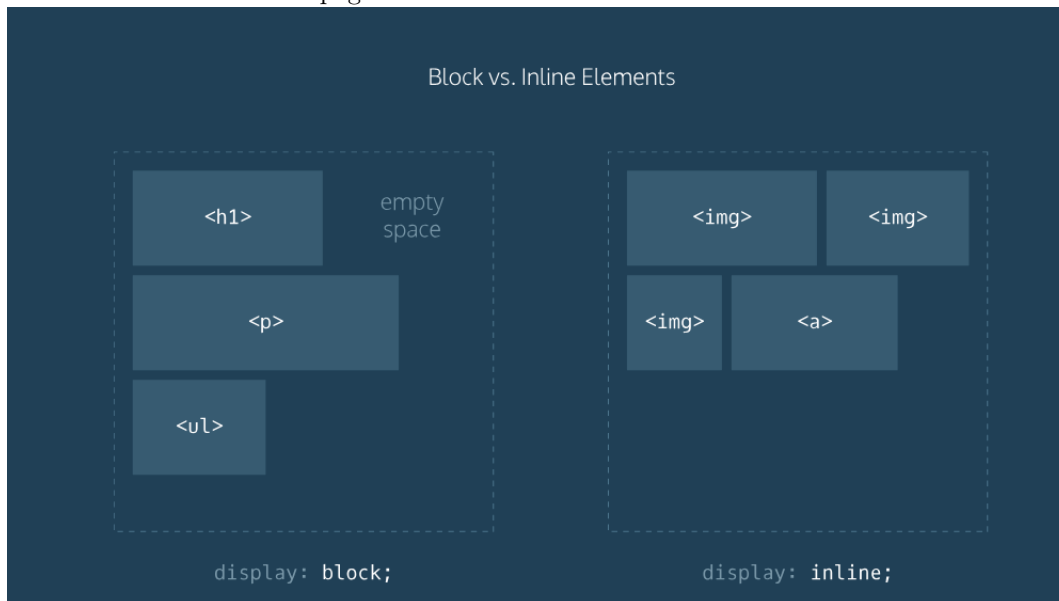 Block vs. Inline Elements
<h1>
empty
space
<p>
<ul>
display: block;
<img>
<img>
<img>
<a>
display: inline;